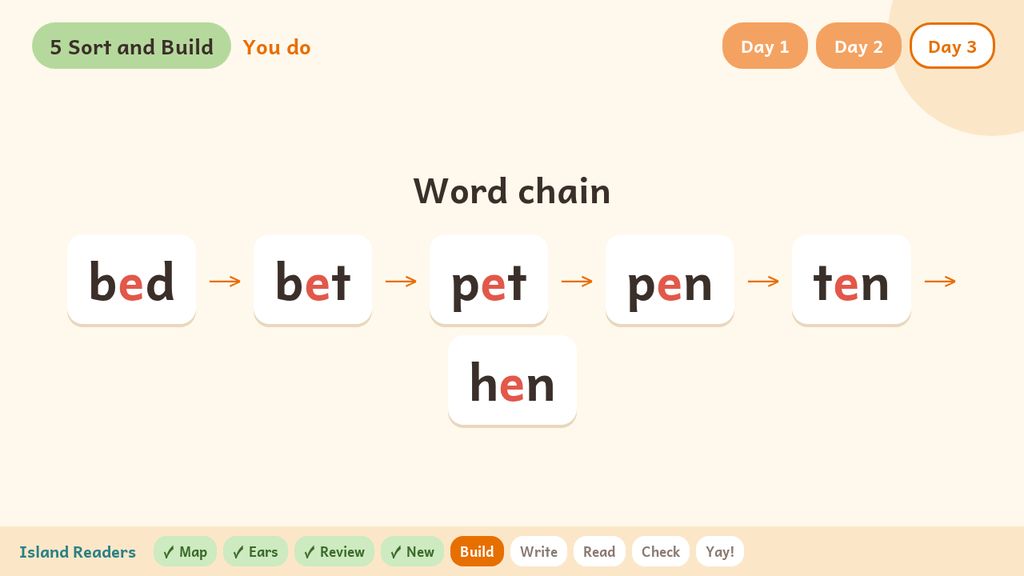 5 Sort and Build You do Day 1 Day 2 Day 3
Word chain
bed → bet → pet → pen → ten →
hen
Island Readers ✓ Map ✓ Ears ✓ Review ✓ New Build Write Read Check Yay!